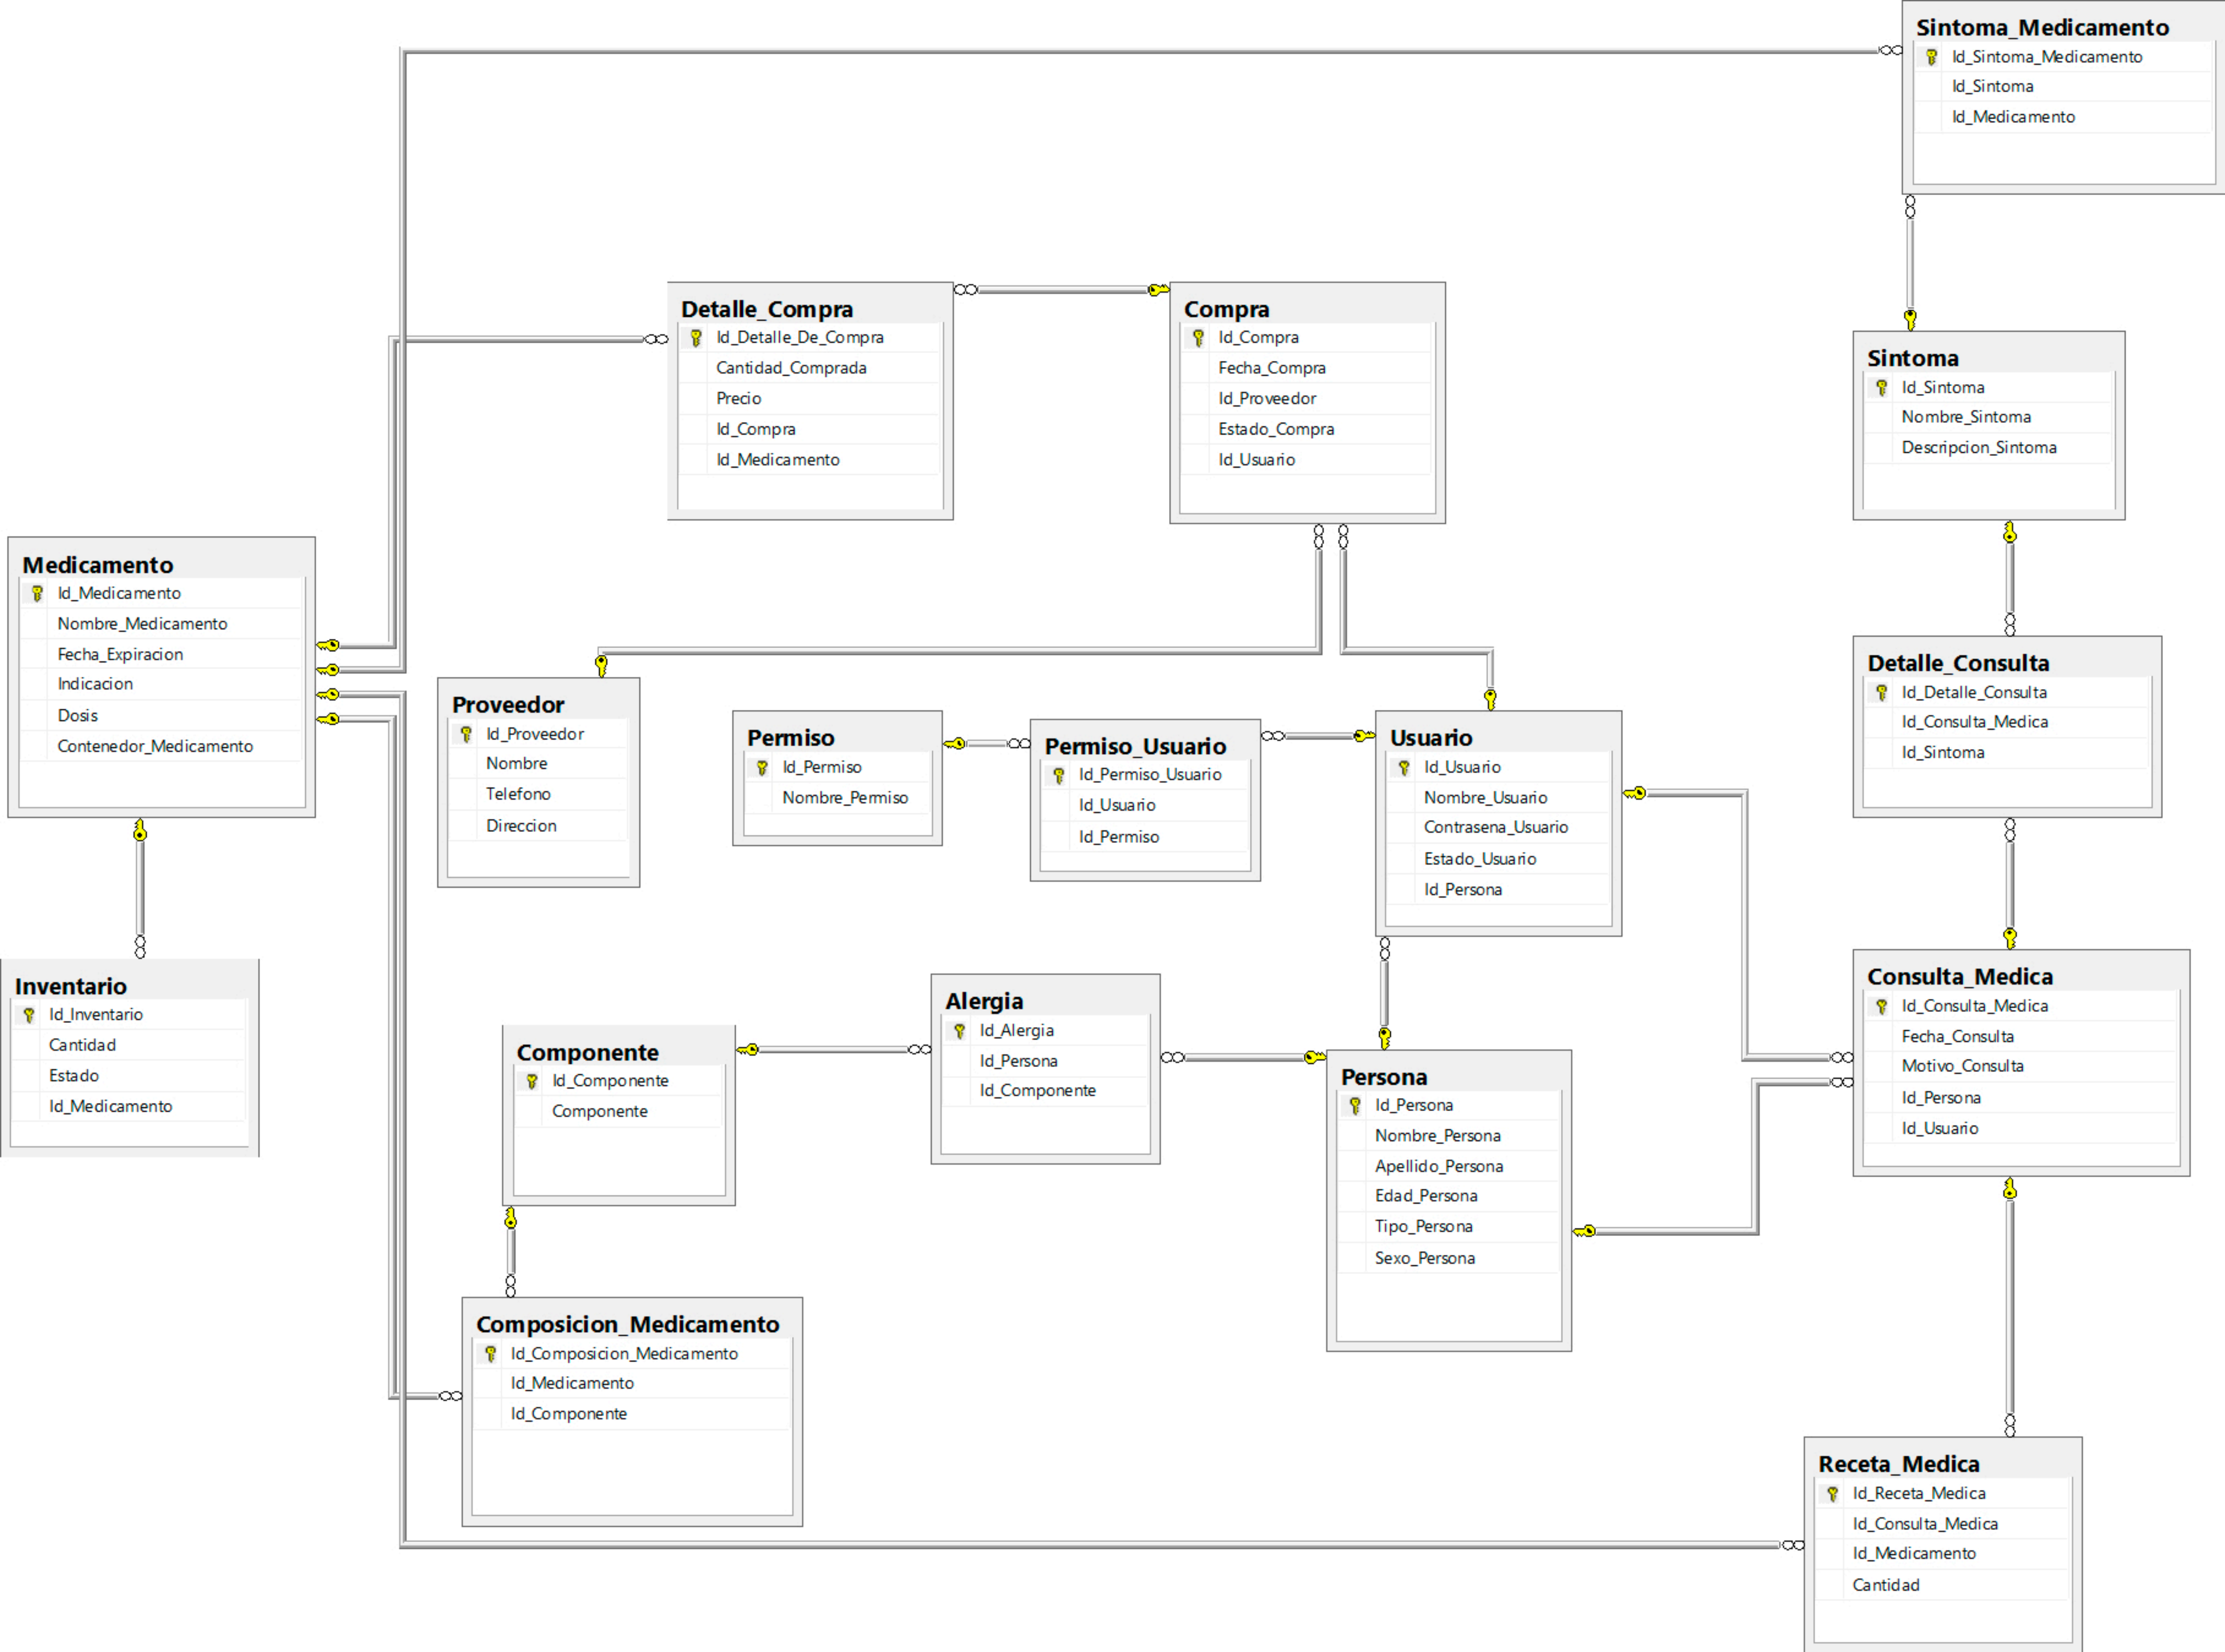 Sintoma_Medicamento
Id_Sintoma_Medicamento
Id_Sintoma
Id_Medicamento
Detalle_Compra
Id_Detalle_De_Compra
Cantidad_Comprada
Precio
Id_Compra
Id_Medicamento
Compra
Id_Compra
Fecha_Compra
Id_Proveedor
Estado_Compra
Id_Usuario
Sintoma
Id_Sintoma
Nombre_Sintoma
Descripcion_Sintoma
Medicamento
Id_Medicamento
Nombre_Medicamento
Fecha_Expiracion
Indicacion
Dosis
Contenedor_Medicamento
Proveedor
Id_Proveedor
Nombre
Telefono
Direccion
Permiso
Id_Permiso
Nombre_Permiso
Permiso_Usuario
Id_Permiso_Usuario
Id_Usuario
Id_Permiso
Usuario
Id_Usuario
Nombre_Usuario
Contrasena_Usuario
Estado_Usuario
Id_Persona
Detalle_Consulta
Id_Detalle_Consulta
Id_Consulta_Medica
Id_Sintoma
Inventario
Id_Inventario
Cantidad
Estado
Id_Medicamento
Componente
Id_Componente
Componente
Alergia
Id_Alergia
Id_Persona
Id_Componente
Persona
Id_Persona
Nombre_Persona
Apellido_Persona
Edad_Persona
Tipo_Persona
Sexo_Persona
Consulta_Medica
Id_Consulta_Medica
Fecha_Consulta
Motivo_Consulta
Id_Persona
Id_Usuario
Composicion_Medicamento
Id_Composicion_Medicamento
Id_Medicamento
Id_Componente
Receta_Medica
Id_Receta_Medica
Id_Consulta_Medica
Id_Medicamento
Cantidad